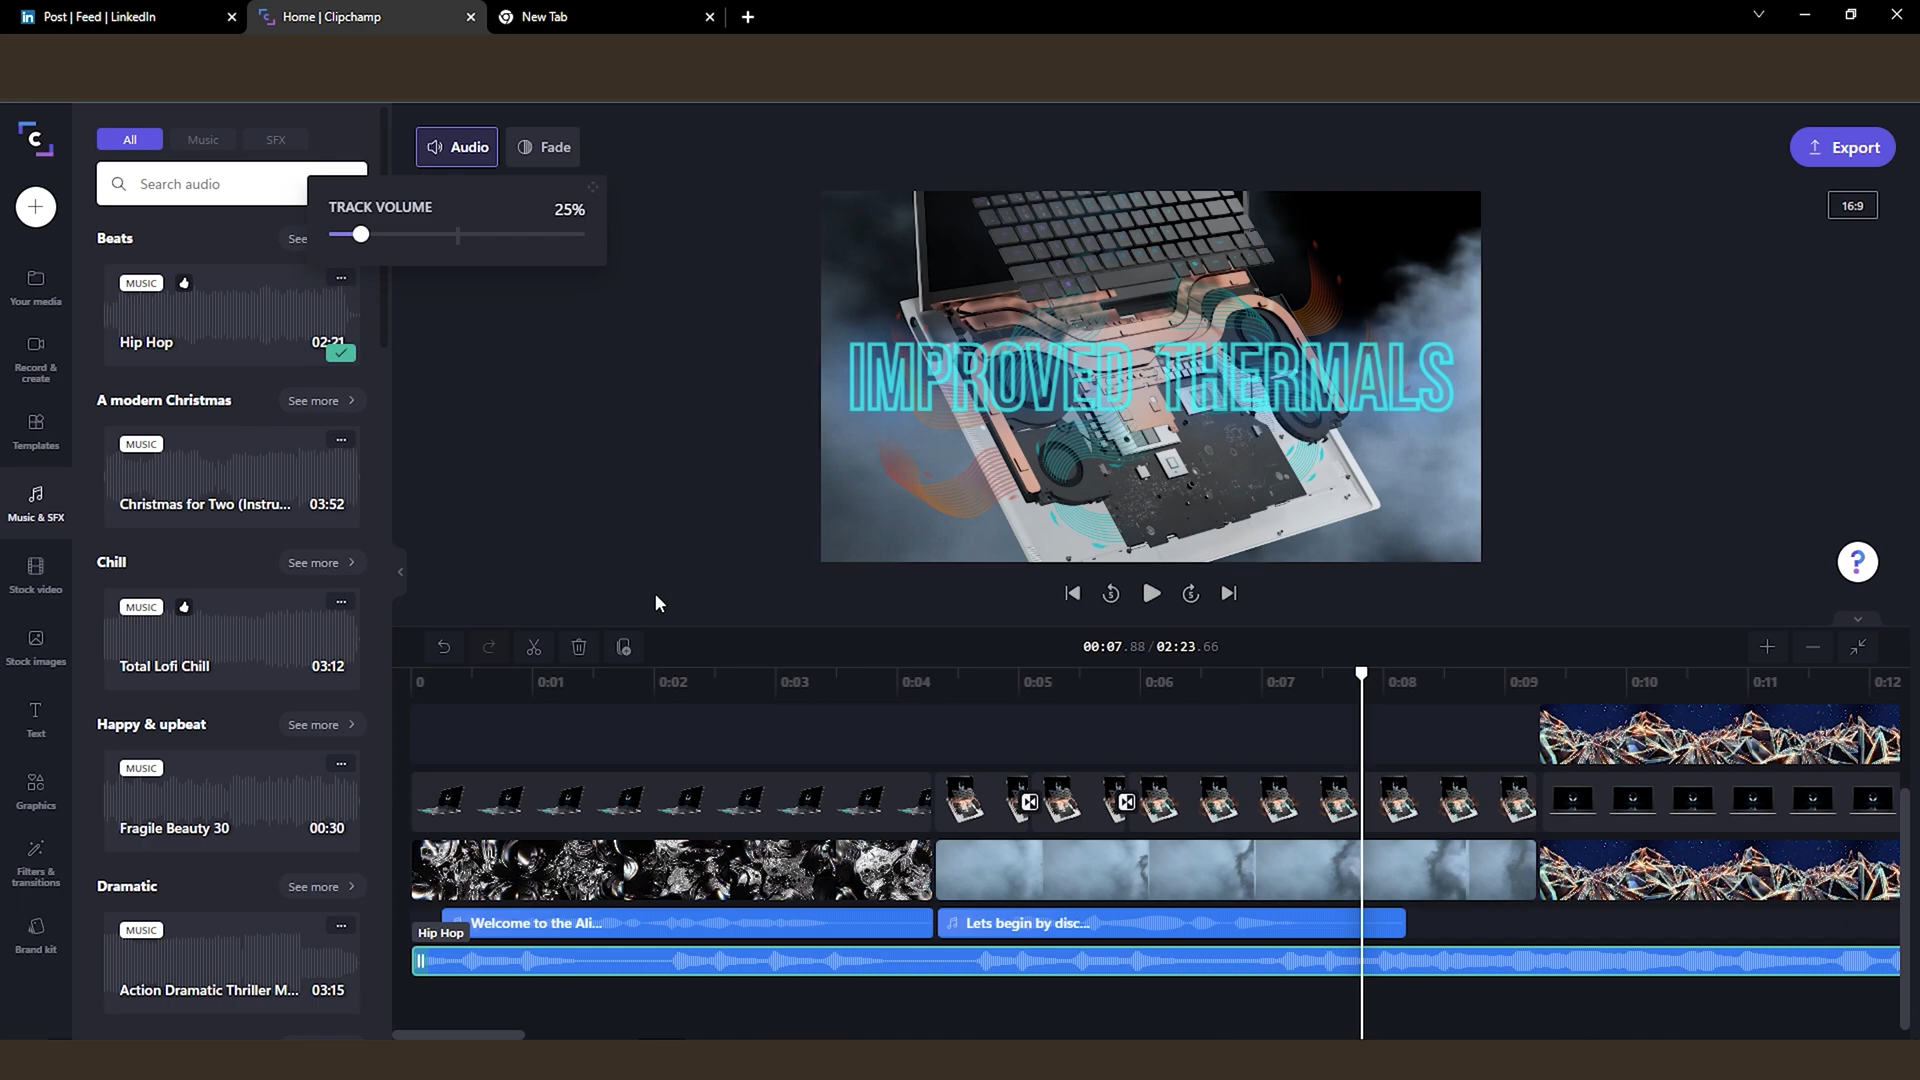 Post | Feed | LinkedIn
Home | Clipchamp
New Tab
All
Music
SFX
Search audio
Beats
See
MUSIC
Hip Hop
02:21
A modern Christmas
See more
MUSIC
Christmas for Two (Instru...
03:52
Chill
See more
MUSIC
Total Lofi Chill
03:12
Happy & upbeat
See more
MUSIC
Fragile Beauty 30
00:30
Dramatic
See more
MUSIC
Action Dramatic Thriller M...
03:15
Your media
Record &
create
Templates
Music & SFX
Stock video
Stock images
Text
Graphics
Filters &
transitions
Brand kit
Audio
Fade
TRACK VOLUME
25%
Export
16:9
IMPROVED THERMALS
5
5
?
00:07.88 / 02:23.66
0
0:01
0:02
0:03
0:04
0:05
0:06
0:07
0:08
0:09
0:10
0:11
0:12
Welcome to the Ali...
Lets begin by disc...
Hip Hop